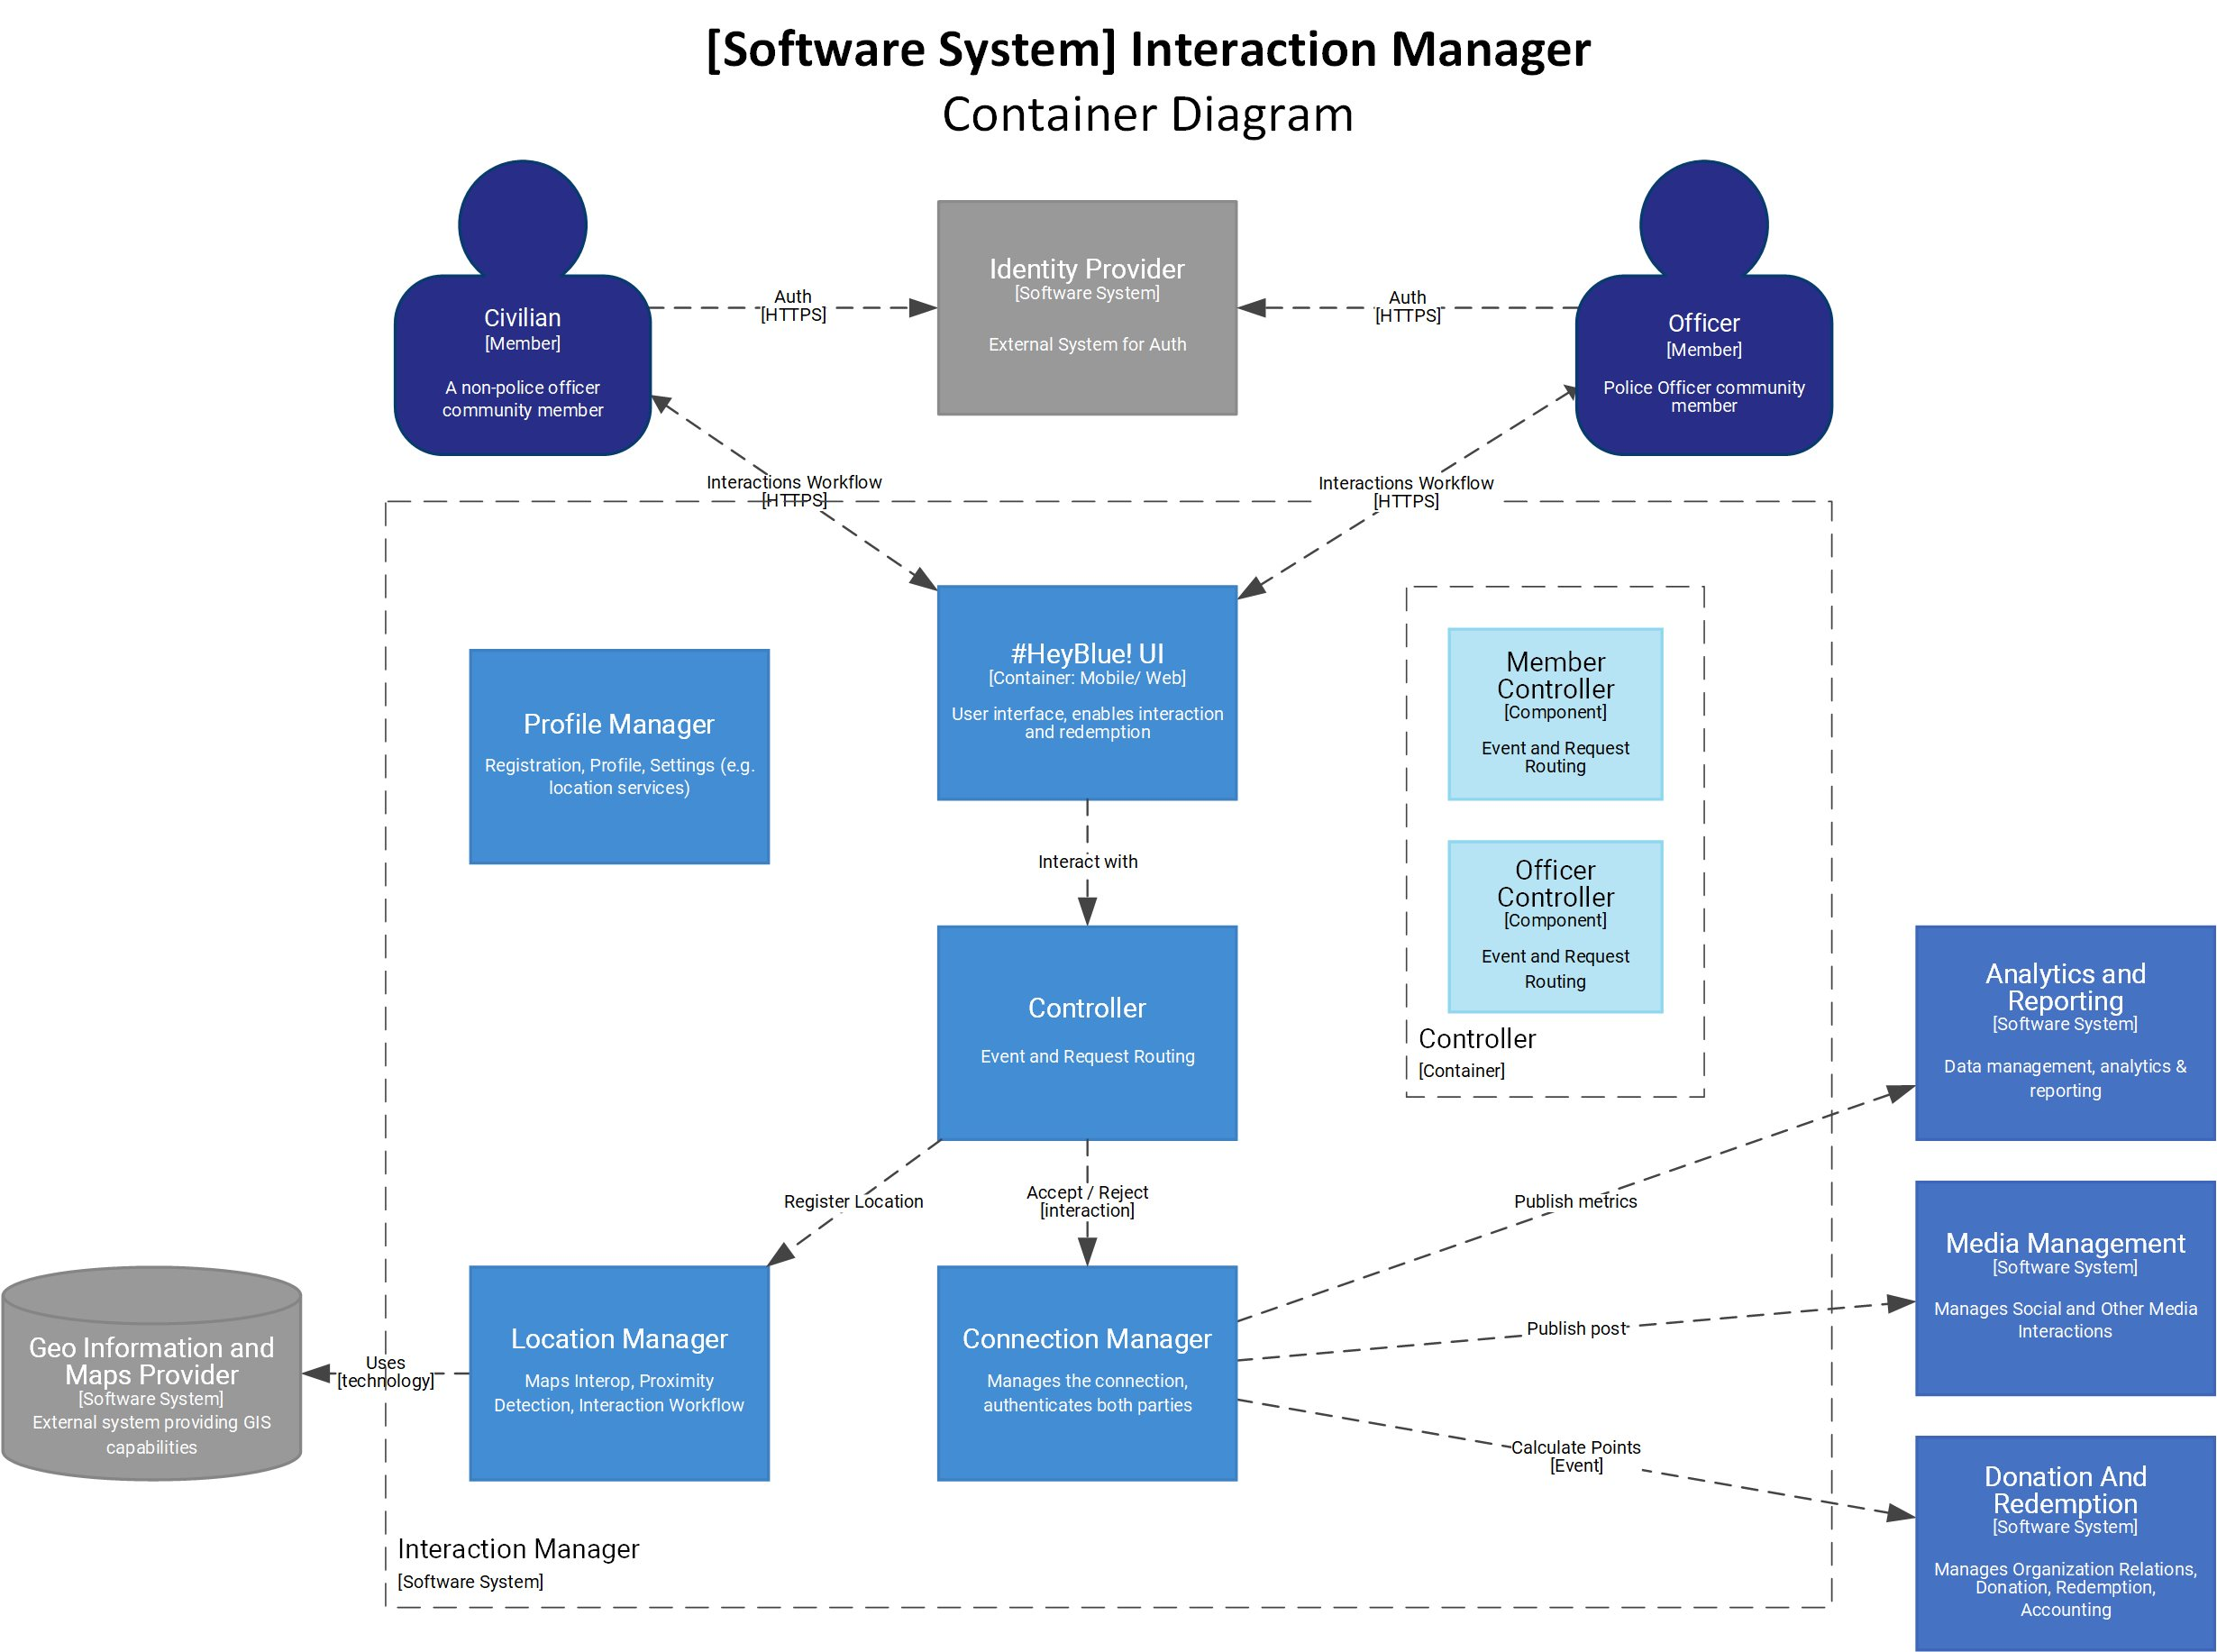 [Software System] Interaction Manager
Container Diagram
Civilian
[Member]
A non-police officer
community member
Auth
[HTTPS]
Identity Provider
[Software System]
External System for Auth
Auth
[HTTPS]
Officer
[Member]
Police Officer community
member
Interactions Workflow
[HTTPS]
Interactions Workflow
[HTTPS]
Profile Manager
Registration, Profile, Settings (e.g.
location services)
#HeyBlue! UI
[Container: Mobile/ Web]
User interface, enables interaction
and redemption
Member
Controller
[Component]
Event and Request
Routing
Interact with
Officer
Controller
[Component]
Event and Request
Routing
Controller
[Container]
Controller
Event and Request Routing
Analytics and
Reporting
[Software System]
Data management, analytics &
reporting
Register Location
Accept / Reject
[interaction]
Publish metrics
Media Management
[Software System]
Manages Social and Other Media
Interactions
Geo Information and
Maps Provider
[Software System]
External system providing GIS
capabilities
Uses
[technology]
Location Manager
Maps Interop, Proximity
Detection, Interaction Workflow
Connection Manager
Manages the connection,
authenticates both parties
Publish post
Calculate Points
[Event]
Donation And
Redemption
[Software System]
Manages Organization Relations,
Donation, Redemption,
Accounting
Interaction Manager
[Software System]